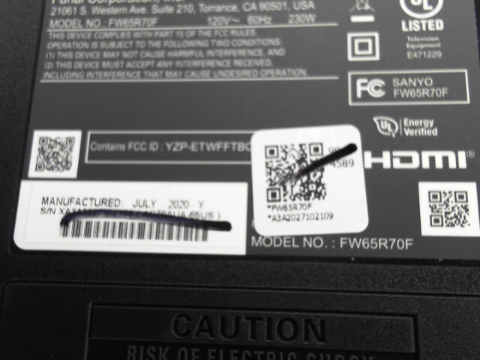 21061 S. Western Ave., Suite 210, Torrance, CA 90501, USA
MODEL NO.: FW65R70F 120V~ 60Hz 230W
THIS DEVICE COMPLIES WITH PART 15 OF THE FCC RULES.
OPERATION IS SUBJECT TO THE FOLLOWING TWO CONDITIONS:
(1) THIS DEVICE MAY NOT CAUSE HARMFUL INTERFERENCE, AND
(2) THIS DEVICE MUST ACCEPT ANY INTERFERENCE RECEIVED,
INCLUDING INTERFERENCE THAT MAY CAUSE UNDESIRED OPERATION.
UL
LISTED
Television
Equipment
E471229
FC SANYO
FW65R70F
UL Energy
Verified
Contains FCC ID : YZP-ETWFFTBC
4589
HDMI
*FW65R70F
*A3A2027102109
MANUFACTURED: JULY 2020 Y
S/N
MODEL NO. : FW65R70F
CAUTION
RISK OF ELECTRIC